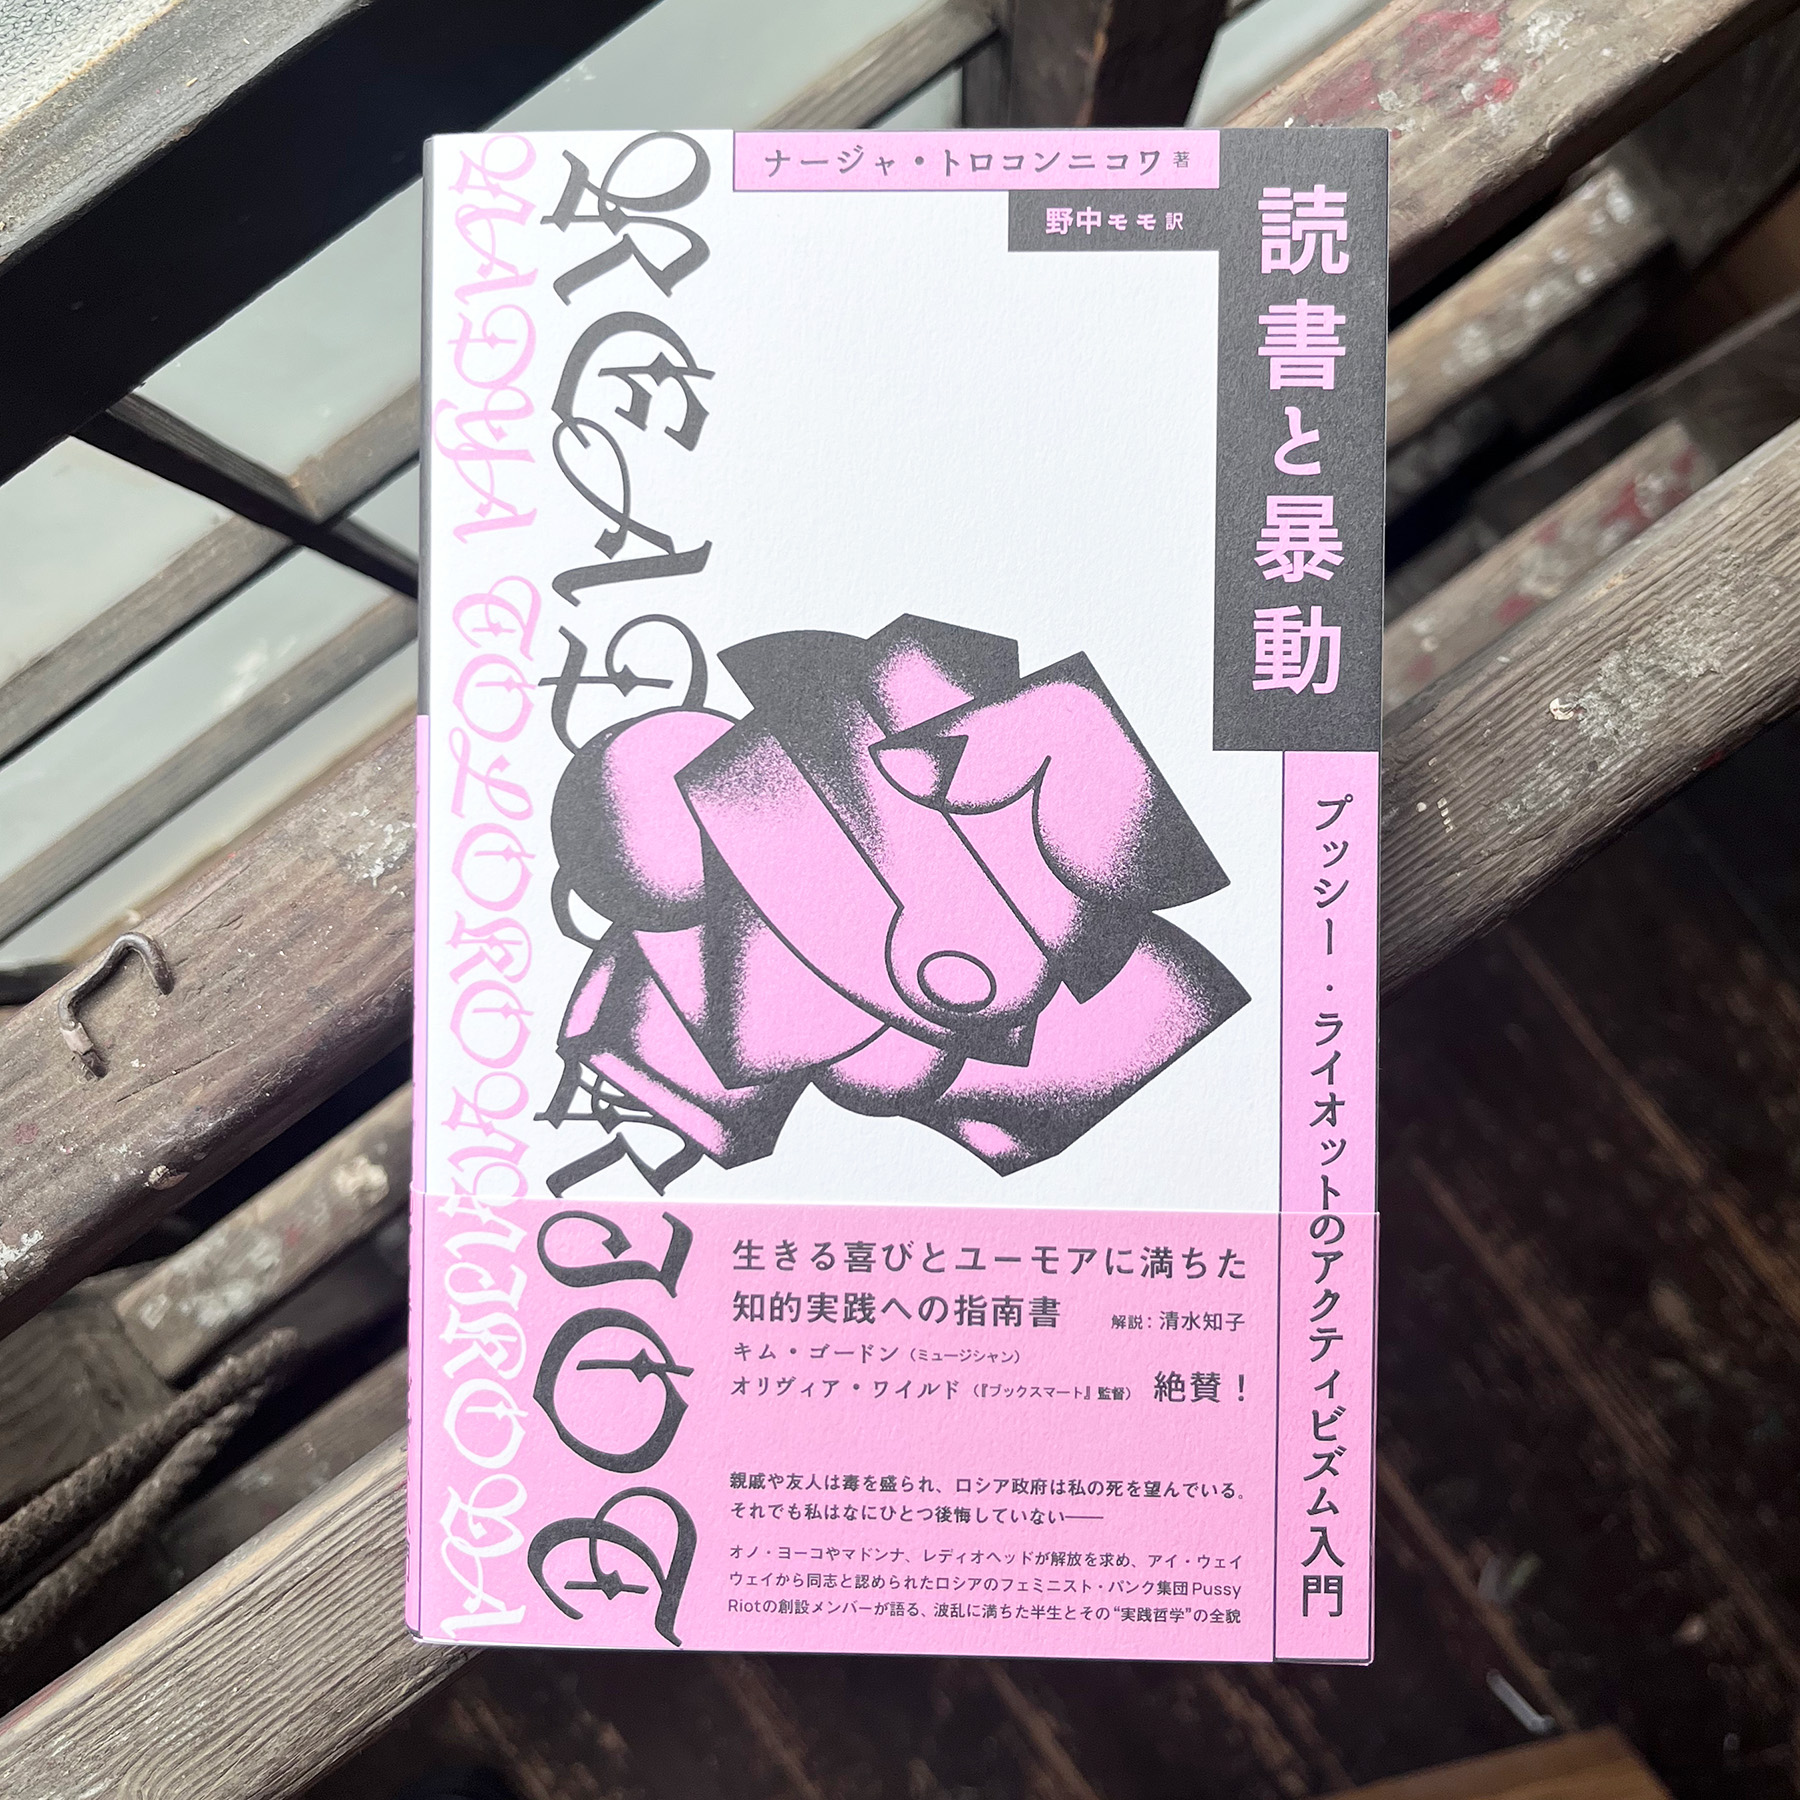 読書と暴動
プッシー・ライオットのアクティビズム入門
ナージャ・トロコンニコワ 著
野中モモ 訳
READ & RIOT
NADYA TOLOKONNIKOVA
生きる喜びとユーモアに満ちた
知的実践への指南書 解説：清水知子
キム・ゴードン（ミュージシャン）
オリヴィア・ワイルド（『ブックスマート』監督） 絶賛！
親戚や友人は毒を盛られ、ロシア政府は私の死を望んでいる。
それでも私はなにひとつ後悔していない——
オノ・ヨーコやマドンナ、レディオヘッドが解放を求め、アイ・ウェイ
ウェイから同志と認められたロシアのフェミニスト・パンク集団Pussy
Riotの創設メンバーが語る、波乱に満ちた半生とその“実践哲学”の全貌